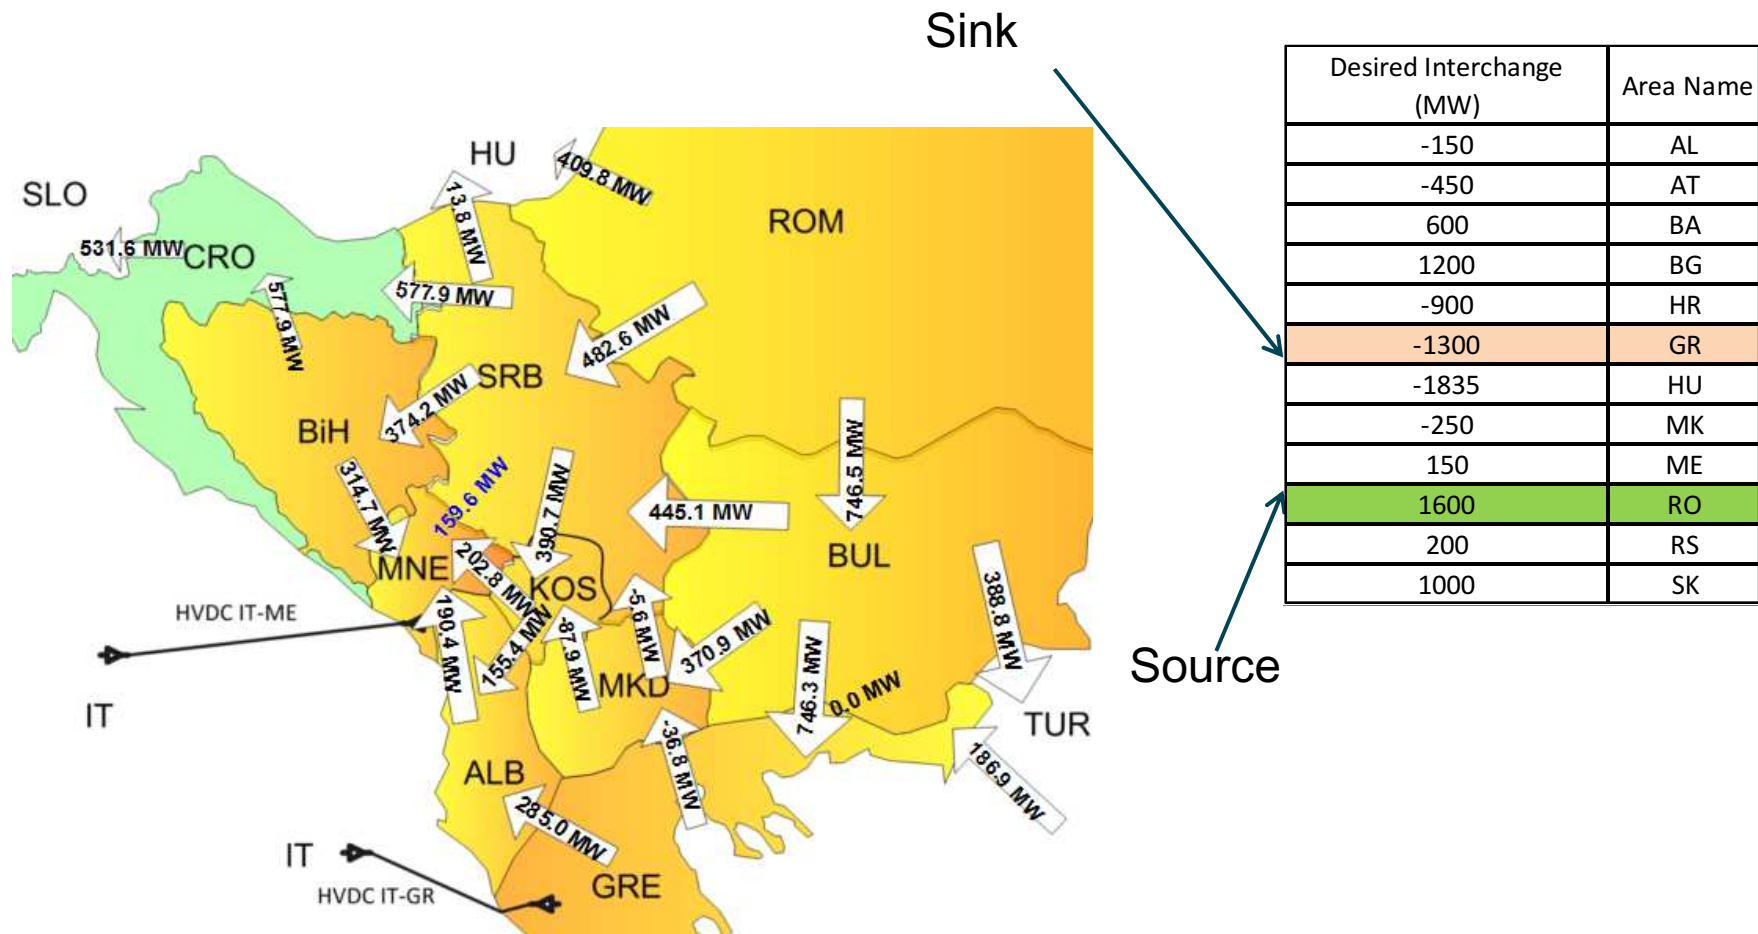 Sink
Desired Interchange (MW) Area Name
-150 AL
-450 AT
600 BA
1200 BG
-900 HR
-1300 GR
-1835 HU
-250 MK
150 ME
1600 RO
200 RS
1000 SK
Source
HU
409.8 MW
SLO
13.8 MW
ROM
531.6 MW
CRO
577.9 MW
577.9 MW
482.6 MW
SRB
374.2 MW
BiH
746.5 MW
314.7 MW
159.6 MW
390.7 MW
445.1 MW
BUL
MNE
202.8 MW
KOS
388.8 MW
HVDC IT-ME
190.4 MW
155.4 MW
-87.9 MW
-5.6 MW
370.9 MW
MKD
746.3 MW
0.0 MW
IT
TUR
-36.8 MW
186.9 MW
ALB
285.0 MW
IT
HVDC IT-GR
GRE